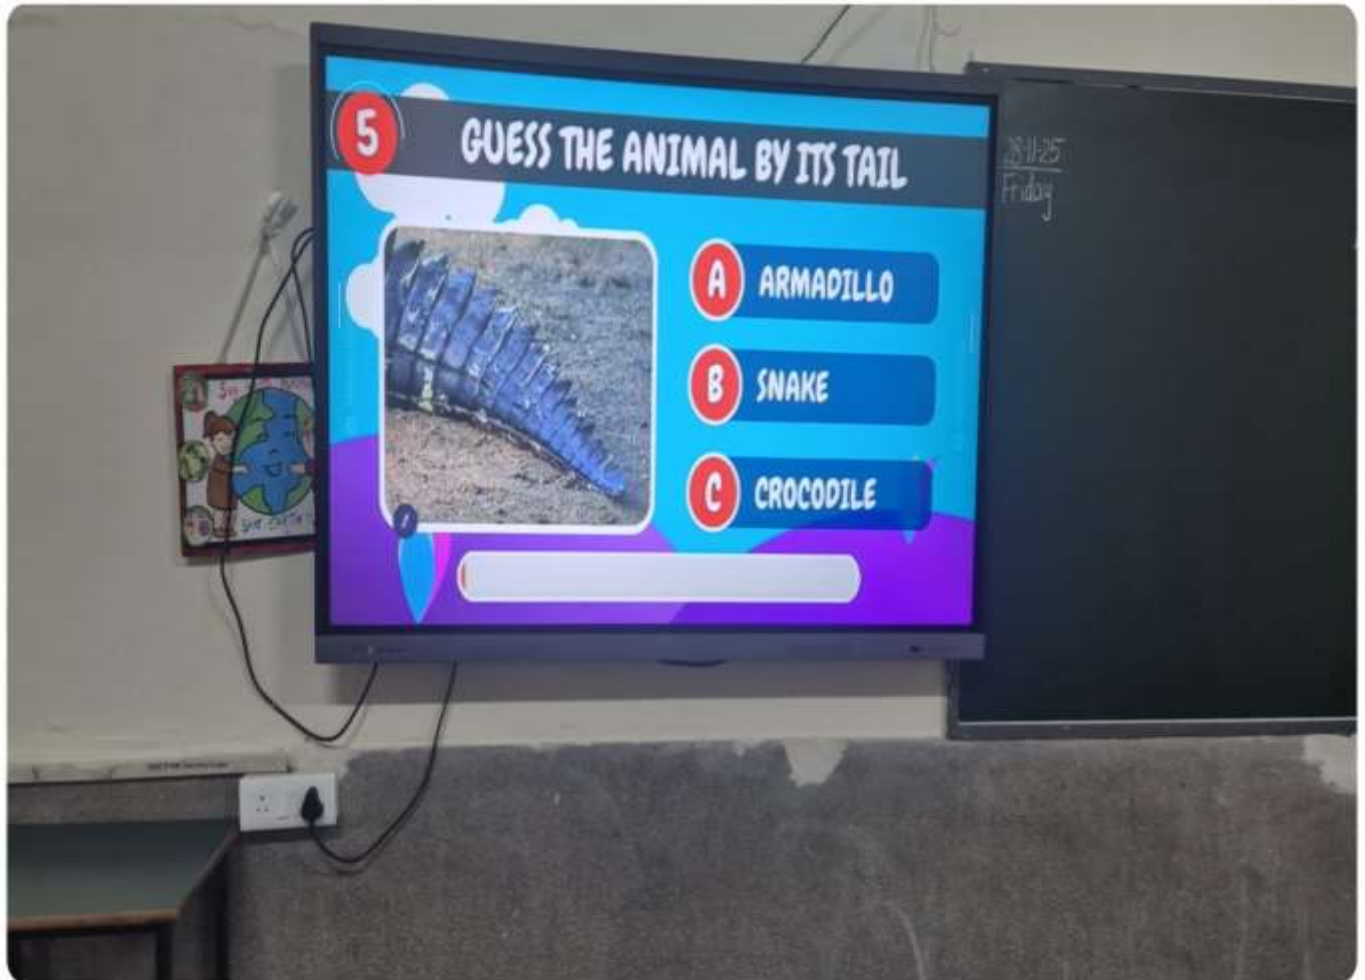 5
GUESS THE ANIMAL BY ITS TAIL
A ARMADILLO
B SNAKE
C CROCODILE
28-11-25
Friday